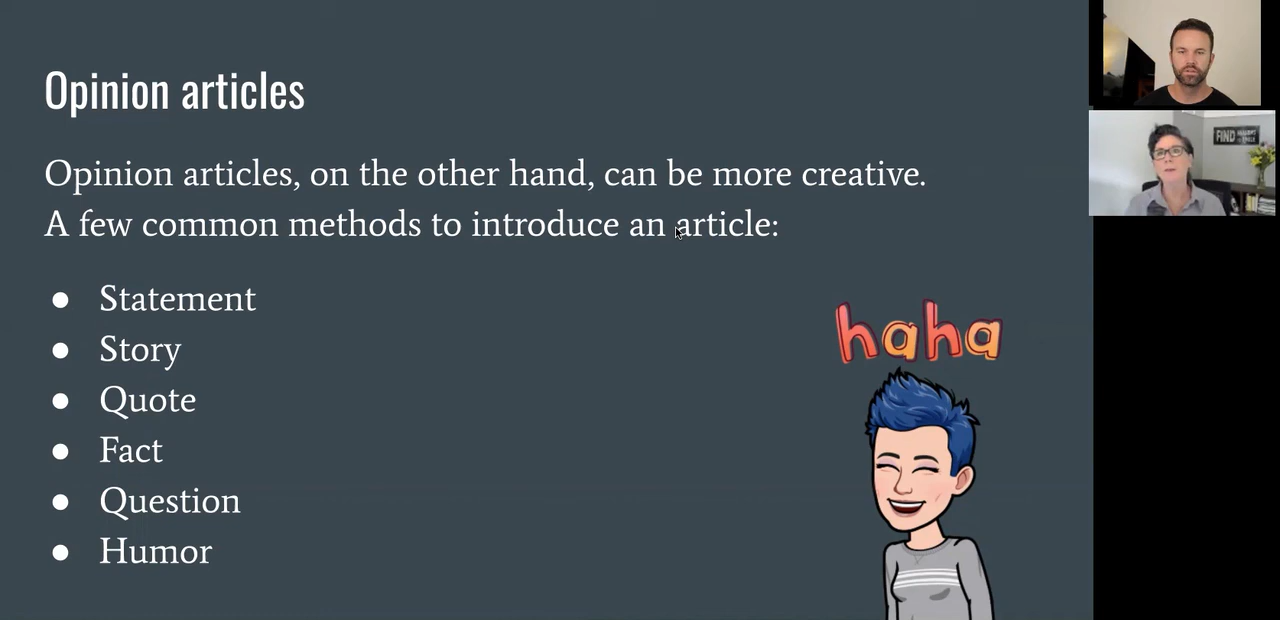 Opinion articles
Opinion articles, on the other hand, can be more creative.
A few common methods to introduce an article:
● Statement
● Story
● Quote
● Fact
● Question
● Humor
haha
FIND